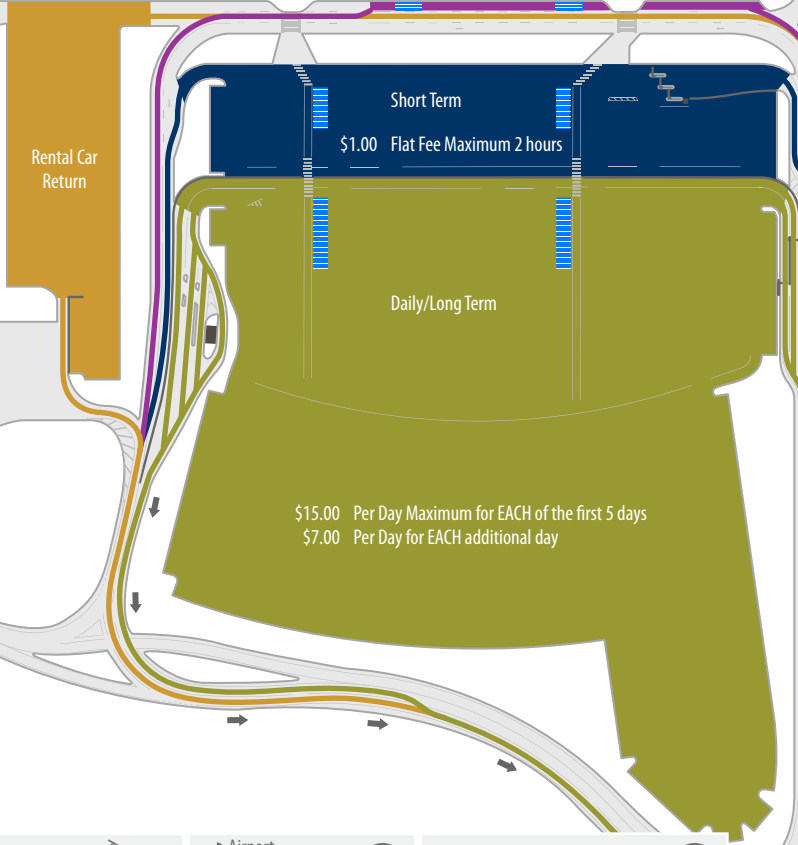 Short Term
$1.00 Flat Fee Maximum 2 hours
Rental Car
Return
Daily/Long Term
$15.00 Per Day Maximum for EACH of the first 5 days
$7.00 Per Day for EACH additional day
Airport